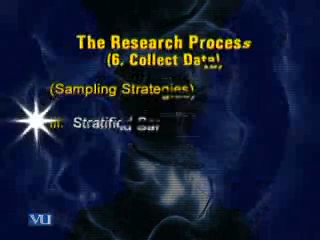 The Research Process
(6. Collect Data)
(Sampling Strategies)
iii. Stratified
VU